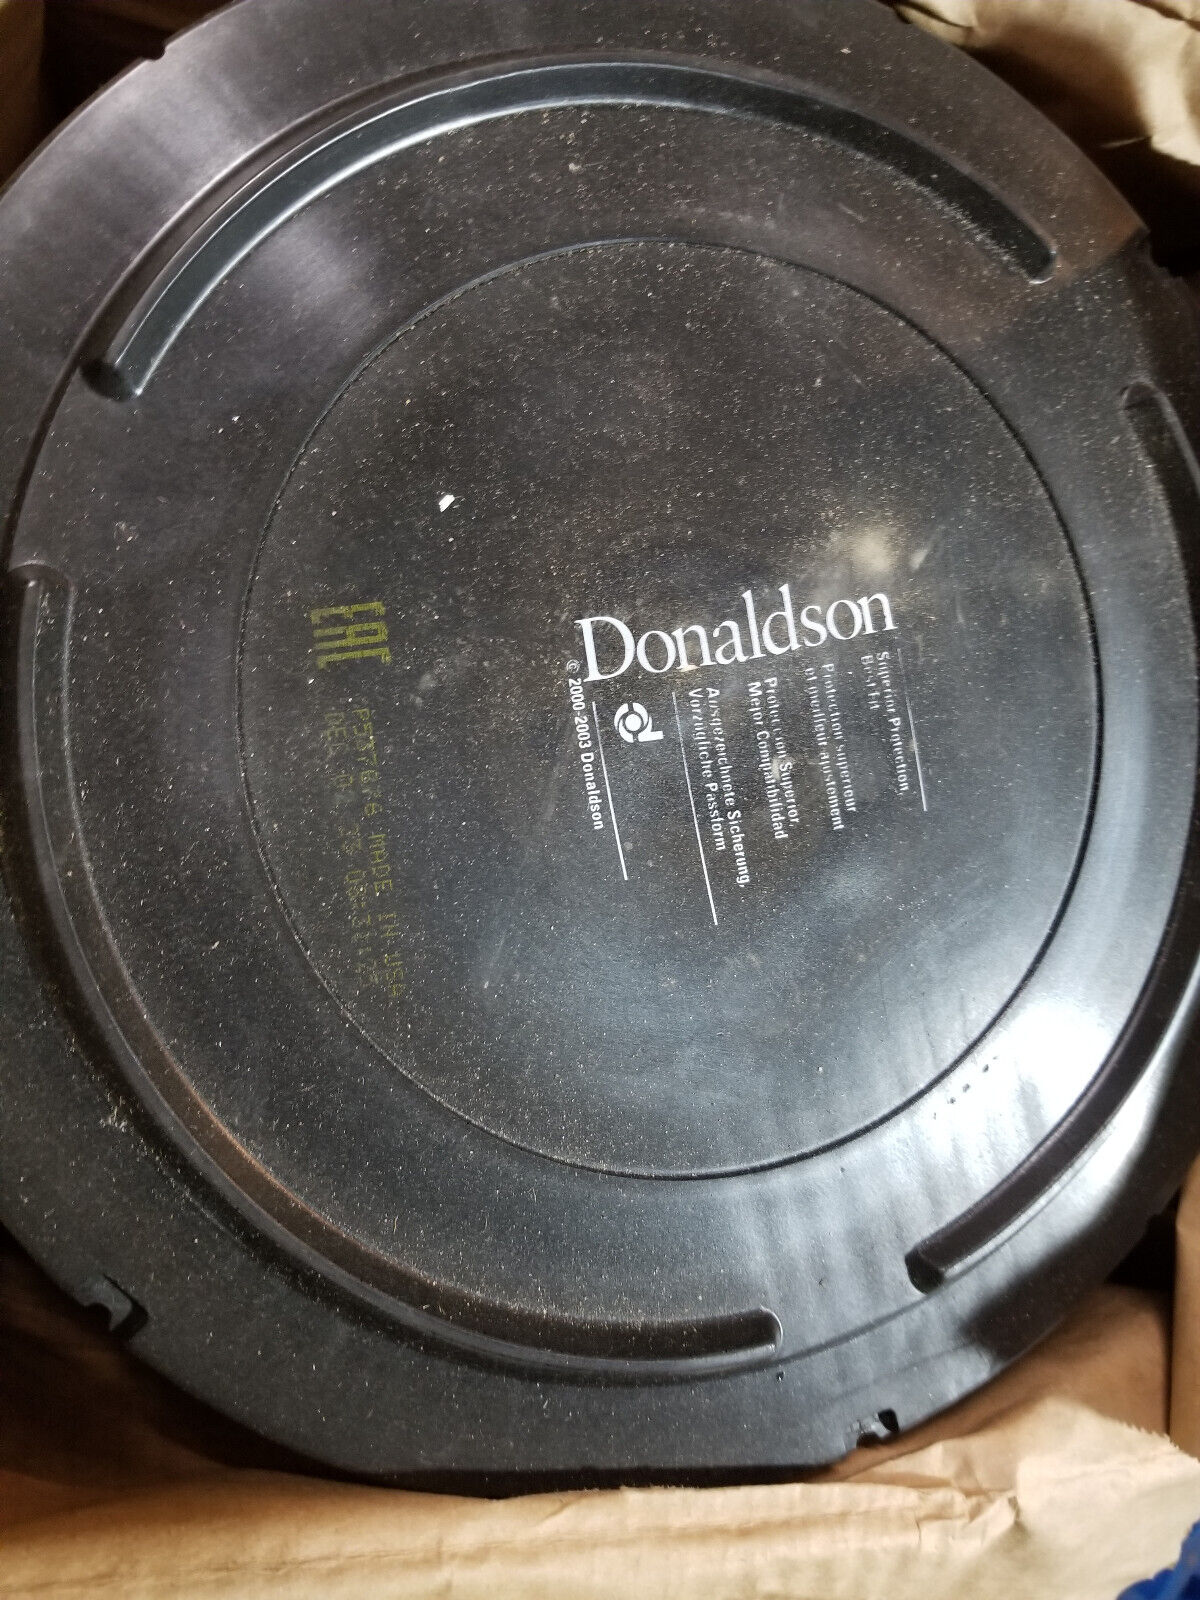 Donaldson
Superior Protection,
Best Fit
Protection supérieur
et meilleur ajustement
Protección Superior,
Mejor Compatibilidad
Ausgezeichnete Sicherung,
Vorzügliche Passform
© 2000-2003 Donaldson
EAC
MADE IN USA